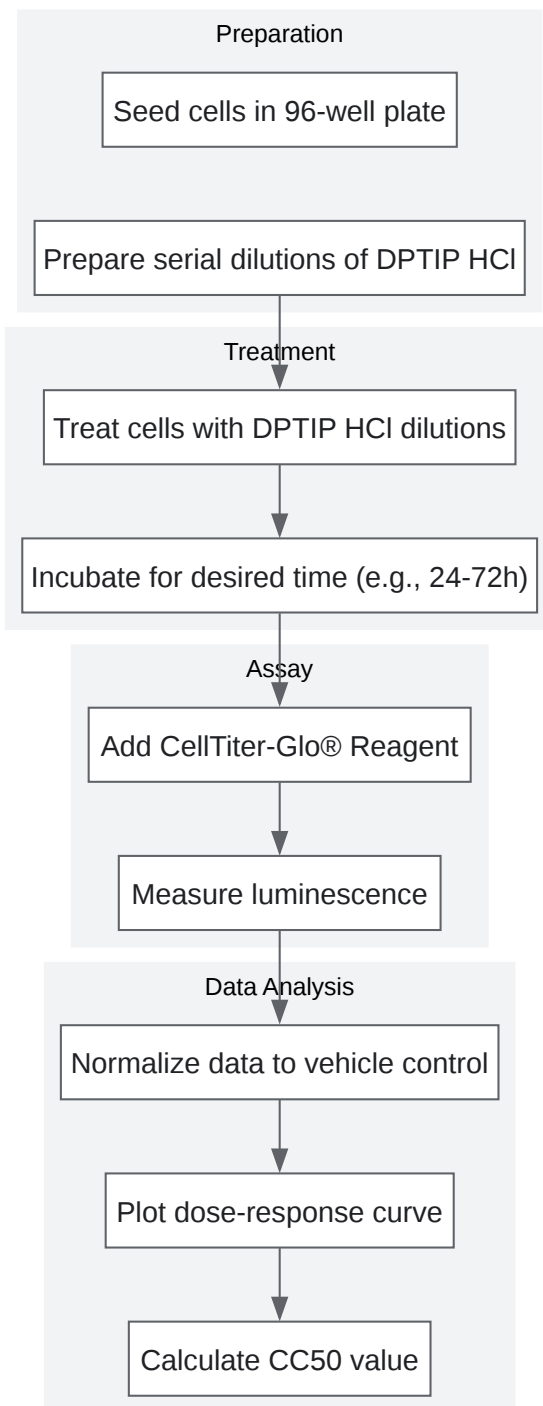 Preparation
Seed cells in 96-well plate
Prepare serial dilutions of DPTIP HCl
Treatment
Treat cells with DPTIP HCl dilutions
Incubate for desired time (e.g., 24-72h)
Assay
Add CellTiter-Glo® Reagent
Measure luminescence
Data Analysis
Normalize data to vehicle control
Plot dose-response curve
Calculate CC50 value